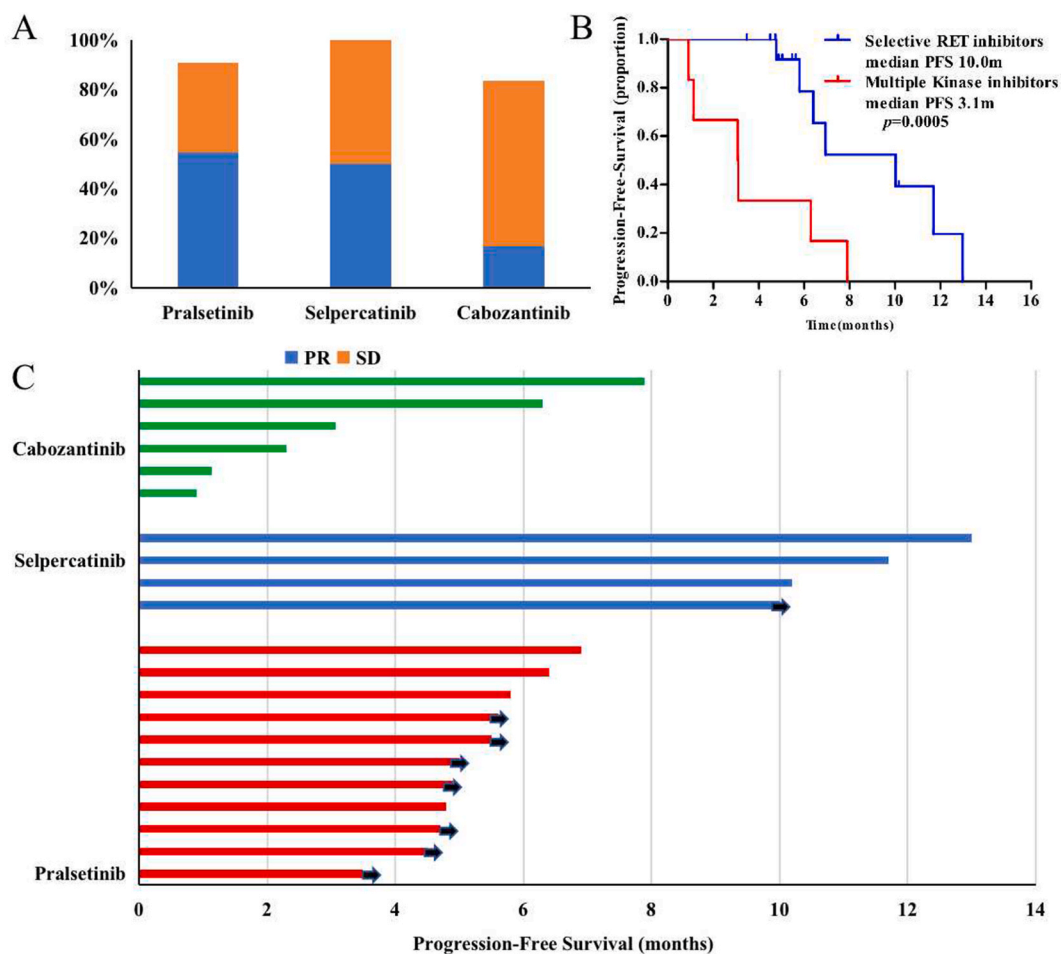 A
100%
80%
60%
40%
20%
0%
Pralsetinib
Selpercatinib
Cabozantinib
PR
SD
B
Progression-Free-Survival (proportion)
1.0
0.8
0.6
0.4
0.2
0.0
0
2
4
6
8
10
12
14
16
Time(months)
Selective RET inhibitors
median PFS 10.0m
Multiple Kinase inhibitors
median PFS 3.1m
p=0.0005
C
Cabozantinib
Selpercatinib
Pralsetinib
0
2
4
6
8
10
12
14
Progression-Free Survival (months)